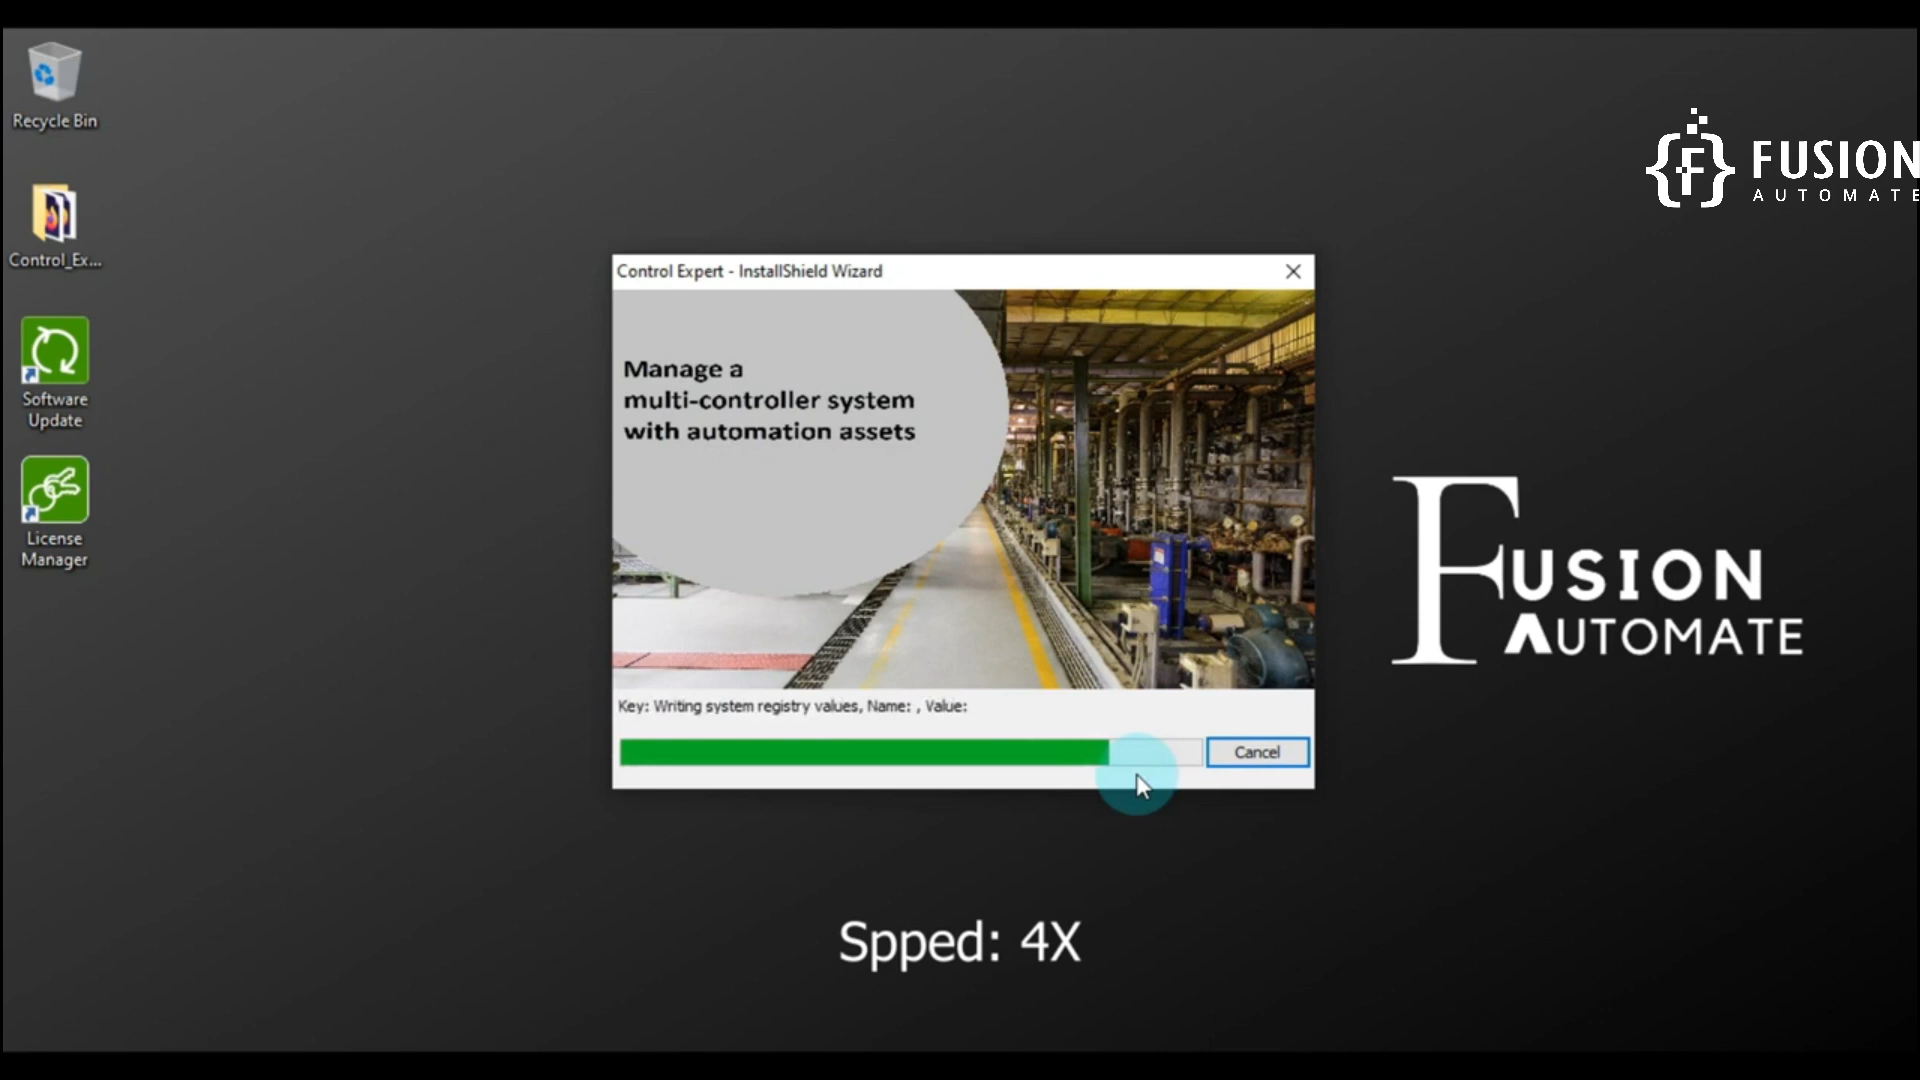 Recycle Bin
Control_Ex...
Software
Update
License
Manager
FUSION
AUTOMATE
Control Expert - InstallShield Wizard
Manage a
multi-controller system
with automation assets
Key: Writing system registry values, Name: , Value:
Cancel
FUSION
AUTOMATE
Spped: 4X